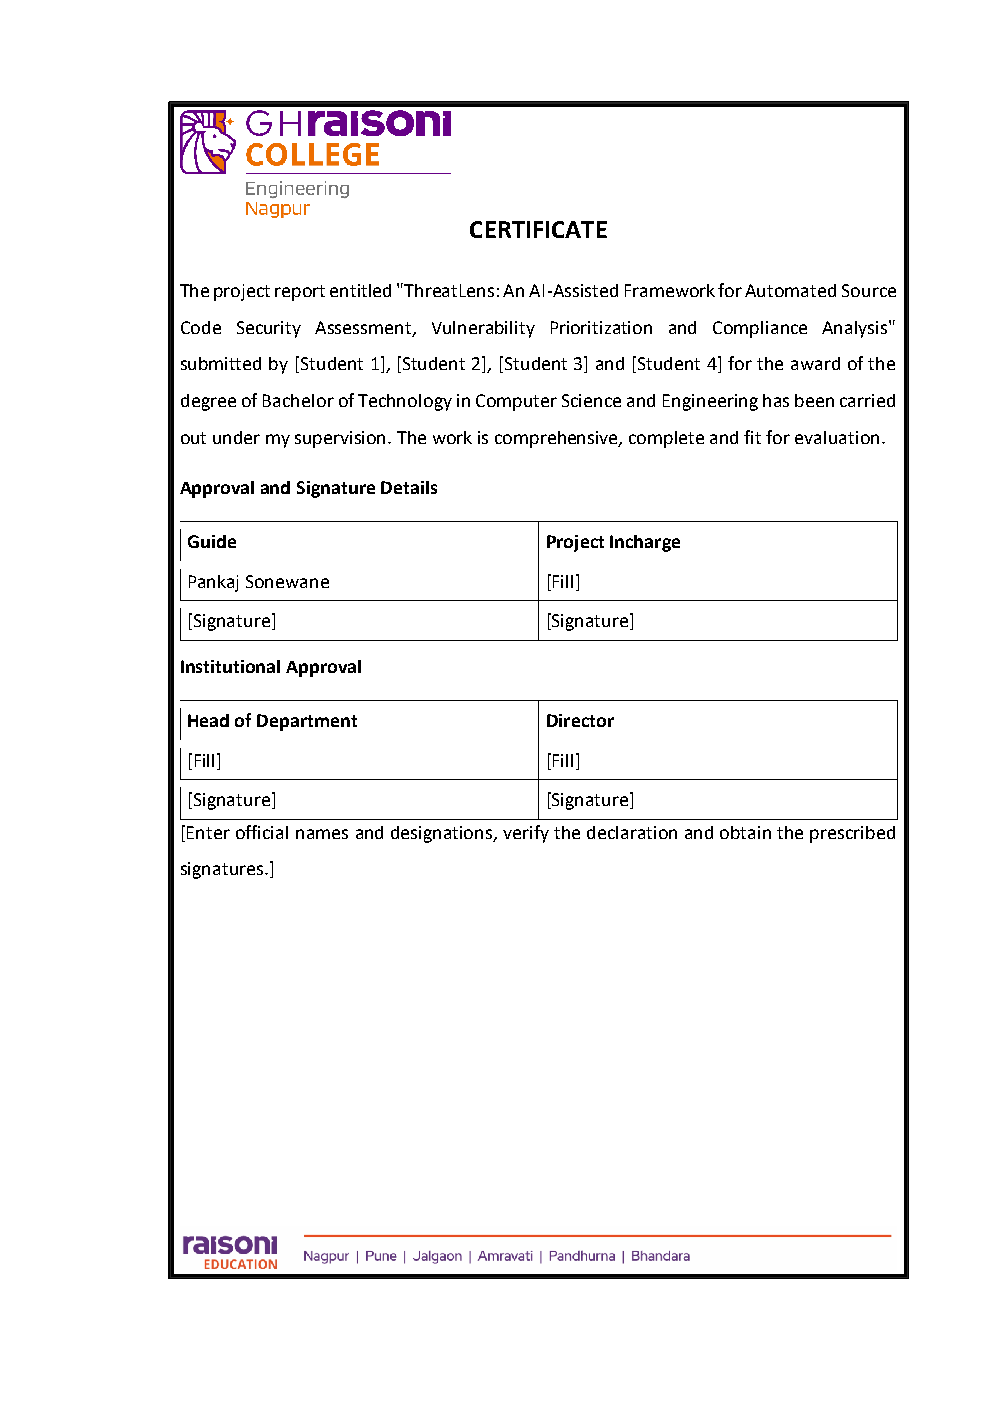 GHraisoni
COLLEGE
Engineering
Nagpur
CERTIFICATE
The project report entitled "ThreatLens: An AI-Assisted Framework for Automated Source
Code Security Assessment, Vulnerability Prioritization and Compliance Analysis"
submitted by [Student 1], [Student 2], [Student 3] and [Student 4] for the award of the
degree of Bachelor of Technology in Computer Science and Engineering has been carried
out under my supervision. The work is comprehensive, complete and fit for evaluation.
Approval and Signature Details
Guide Project Incharge
Pankaj Sonewane [Fill]
[Signature] [Signature]
Institutional Approval
Head of Department Director
[Fill] [Fill]
[Signature] [Signature]
[Enter official names and designations, verify the declaration and obtain the prescribed
signatures.]
raisoni
EDUCATION
Nagpur | Pune | Jalgaon | Amravati | Pandhurna | Bhandara